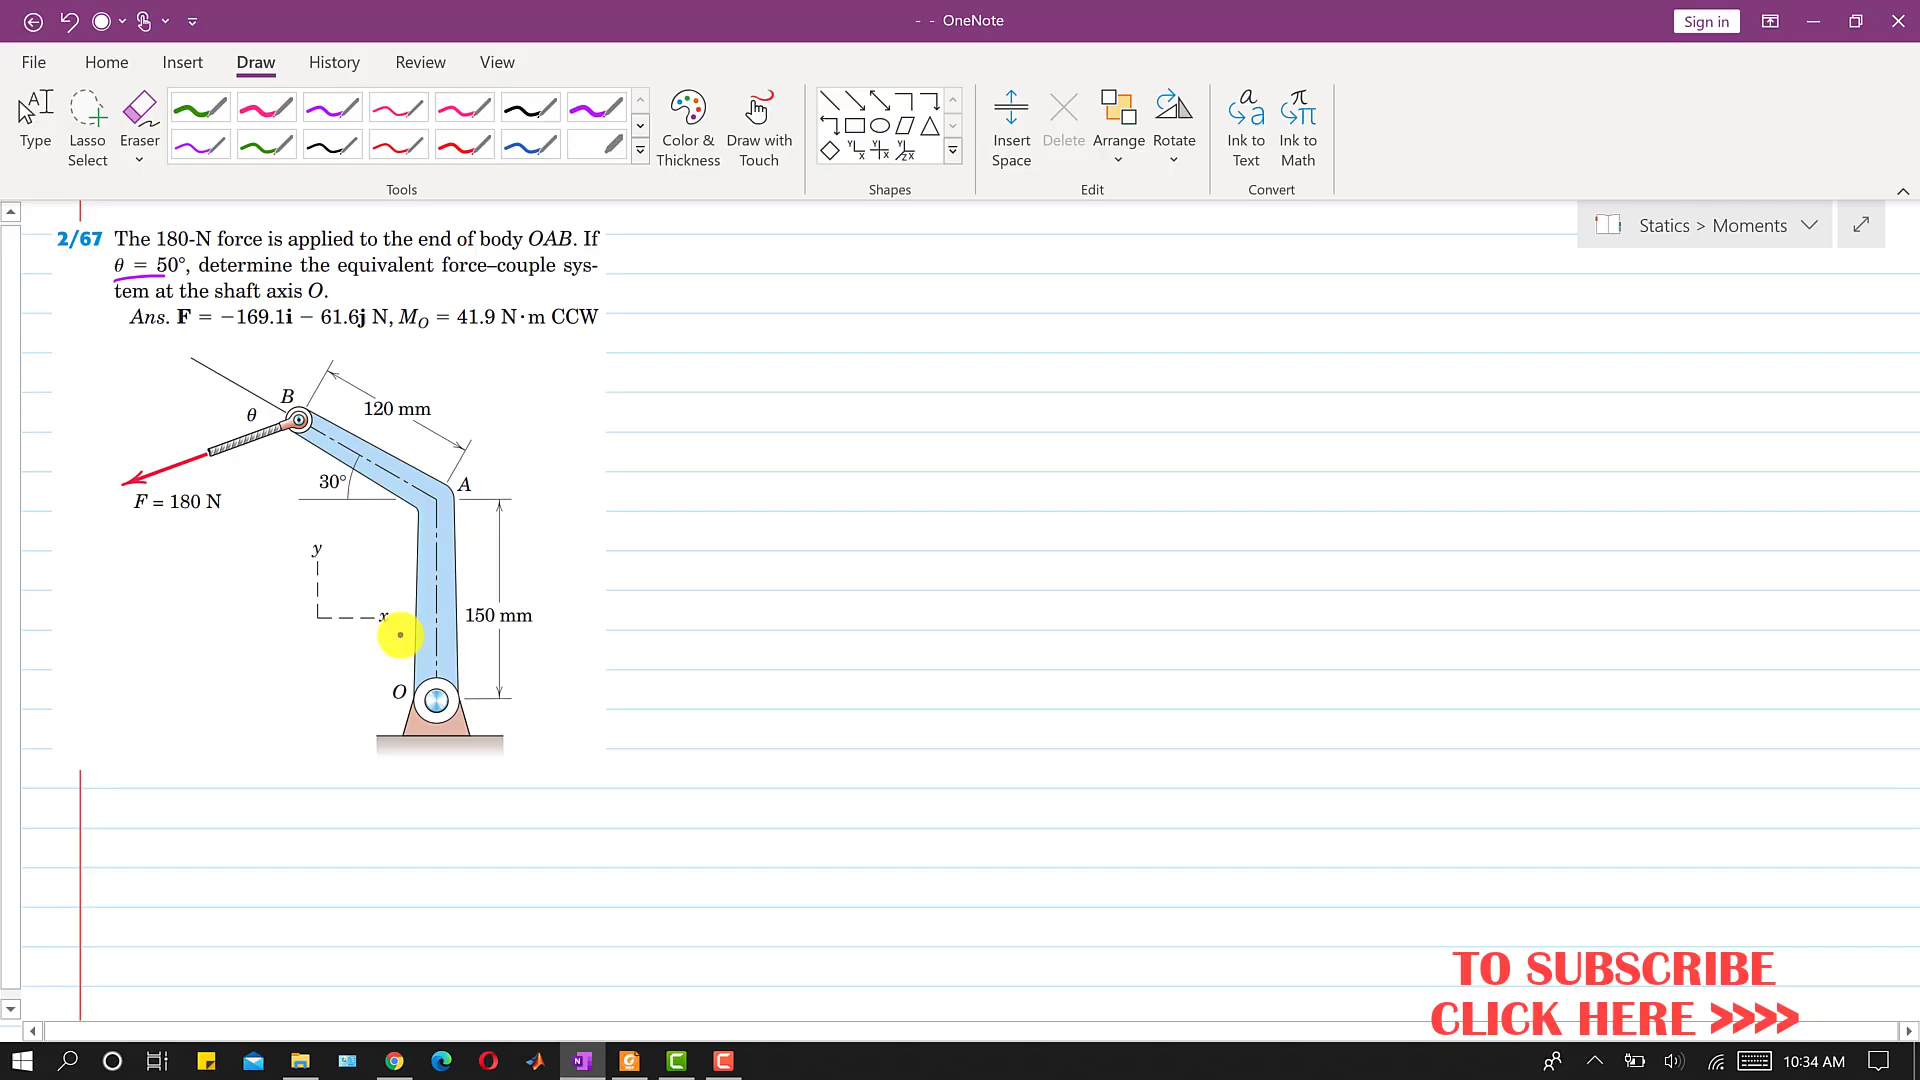 - - OneNote
Sign in
File Home Insert Draw History Review View
Type
Lasso Select
Eraser
Color & Thickness
Draw with Touch
Insert Space
Delete
Arrange
Rotate
Ink to Text
Ink to Math
Tools
Shapes
Edit
Convert
Statics > Moments
2/67 The 180-N force is applied to the end of body OAB. If
θ = 50°, determine the equivalent force–couple sys-
tem at the shaft axis O.
Ans. F = −169.1i − 61.6j N, M_O = 41.9 N·m CCW
B
120 mm
θ
30°
A
F = 180 N
y
x
150 mm
O
TO SUBSCRIBE
CLICK HERE >>>>
10:34 AM